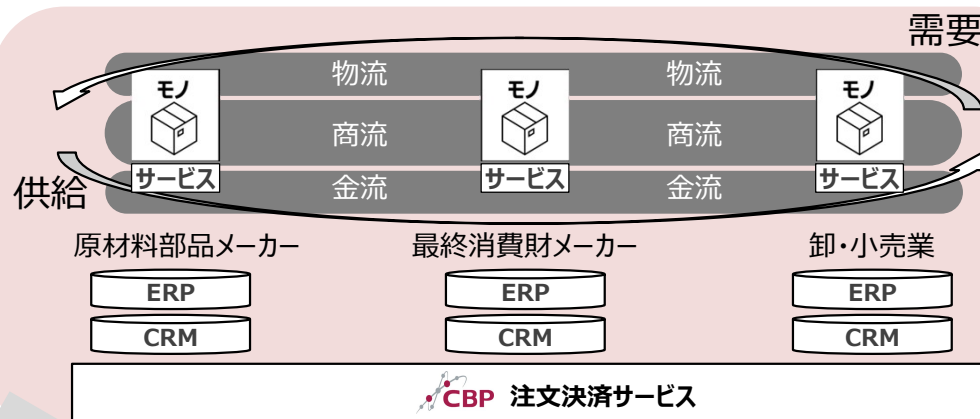 需要
物流 物流
モノ モノ モノ
商流 商流
サービス サービス サービス
供給
金流 金流
原材料部品メーカー 最終消費財メーカー 卸・小売業
ERP ERP ERP
CRM CRM CRM
CBP 注文決済サービス